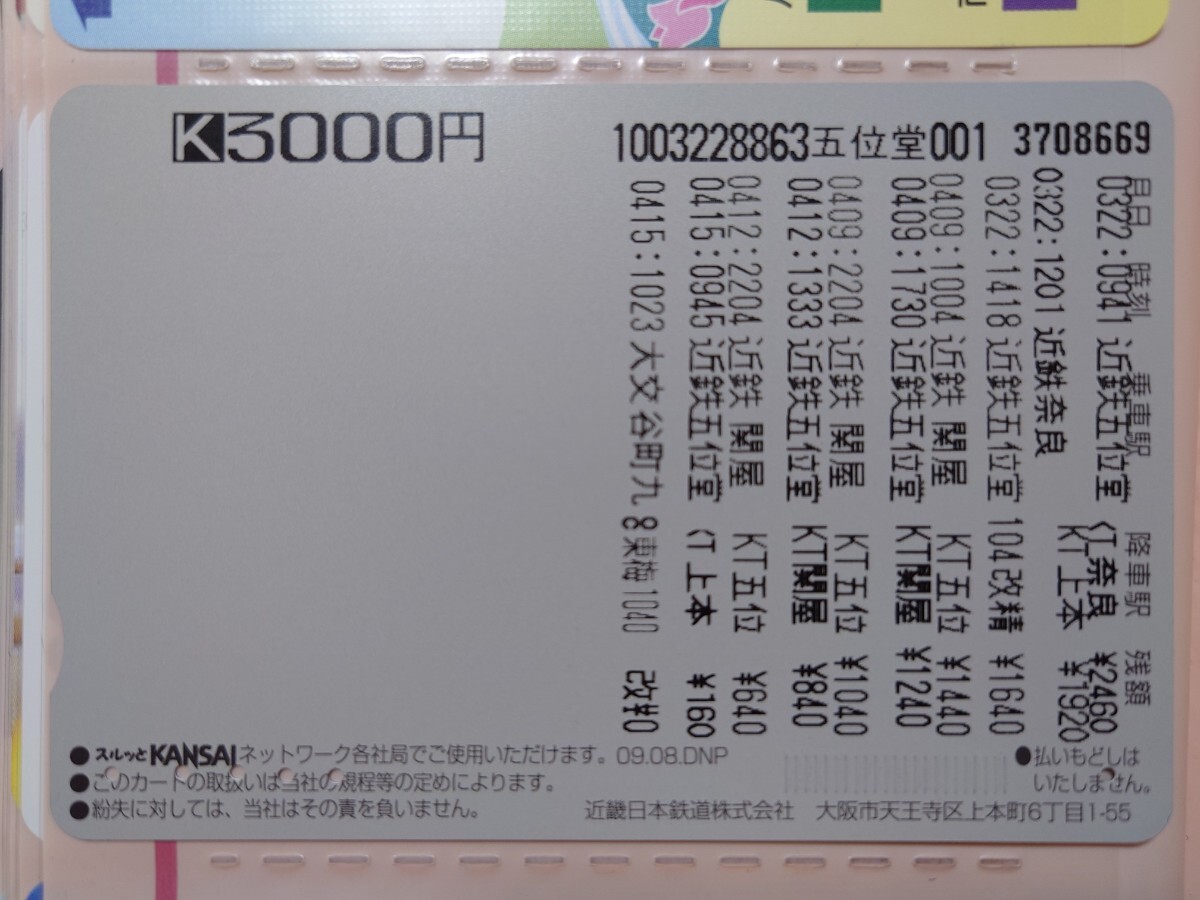 K3000円
1003228863五位堂001 3708669
月日 時刻 乗車駅 降車駅 残額
0322:0941 近鉄五位堂 奈良 ¥2460
0322:1201 近鉄奈良 KT上本 ¥1920
0322:1418 近鉄五位堂 104改精 ¥1640
0409:1004 近鉄 関屋 KT五位 ¥1440
0409:1730 近鉄五位堂 KT関屋 ¥1240
0409:2204 近鉄 関屋 KT五位 ¥1040
0412:1333 近鉄五位堂 KT関屋 ¥840
0412:2204 近鉄 関屋 KT五位 ¥640
0415:0945 近鉄五位堂 上本 ¥160
0415:1023 大交 谷町九 8東梅1040 改¥0
●スルッとKANSAIネットワーク各社局でご使用いただけます。09.08.DNP
●このカードの取扱いは当社の規程等の定めによります。
●紛失に対しては、当社はその責を負いません。
●払いもどしは
いたしません。
近畿日本鉄道株式会社 大阪市天王寺区上本町6丁目1-55